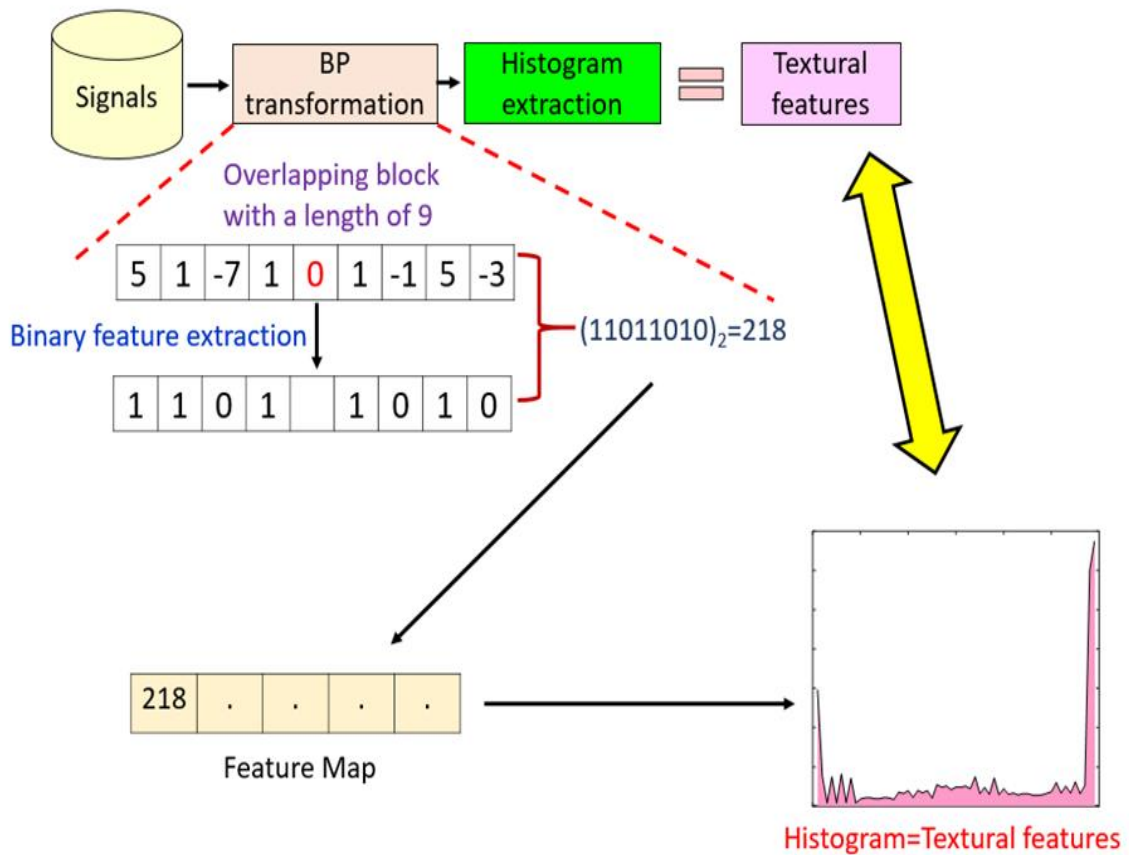 Signals
BP
transformation
Histogram
extraction
Textural
features
Overlapping block
with a length of 9
5 1 -7 1 0 1 -1 5 -3
Binary feature extraction
(11011010)₂=218
1 1 0 1 1 0 1 0
218 . . . .
Feature Map
Histogram=Textural features